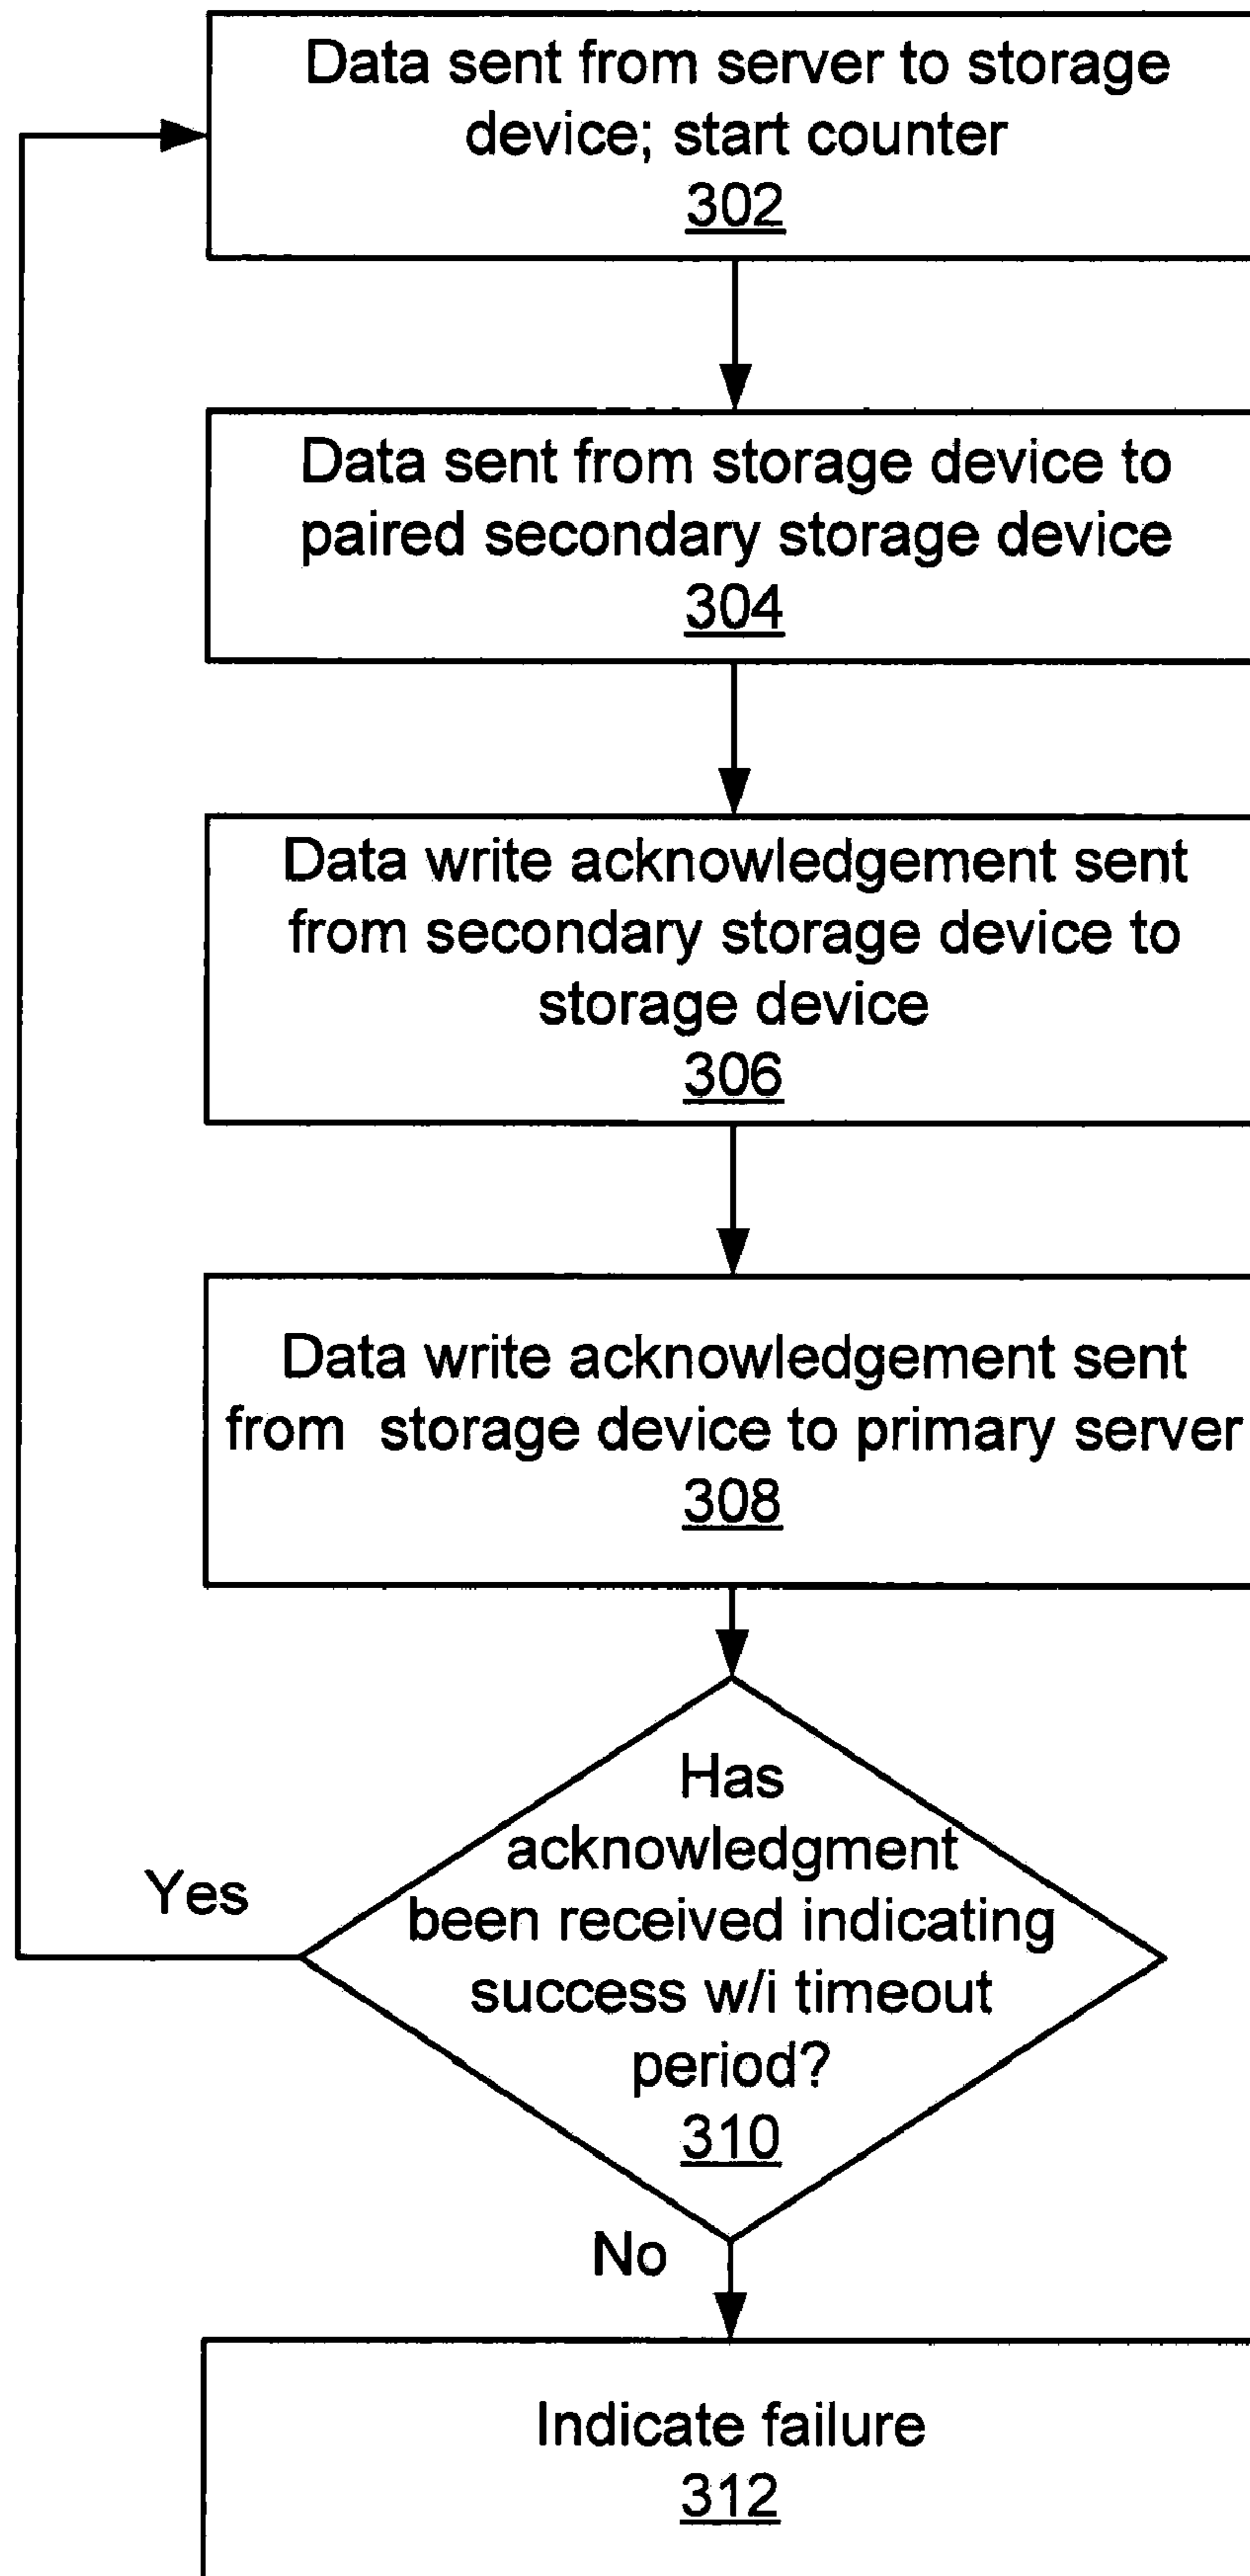 Data sent from server to storage
device; start counter
302
Data sent from storage device to
paired secondary storage device
304
Data write acknowledgement sent
from secondary storage device to
storage device
306
Data write acknowledgement sent
from storage device to primary server
308
Has
acknowledgment
been received indicating
success w/i timeout
period?
310
Yes
No
Indicate failure
312